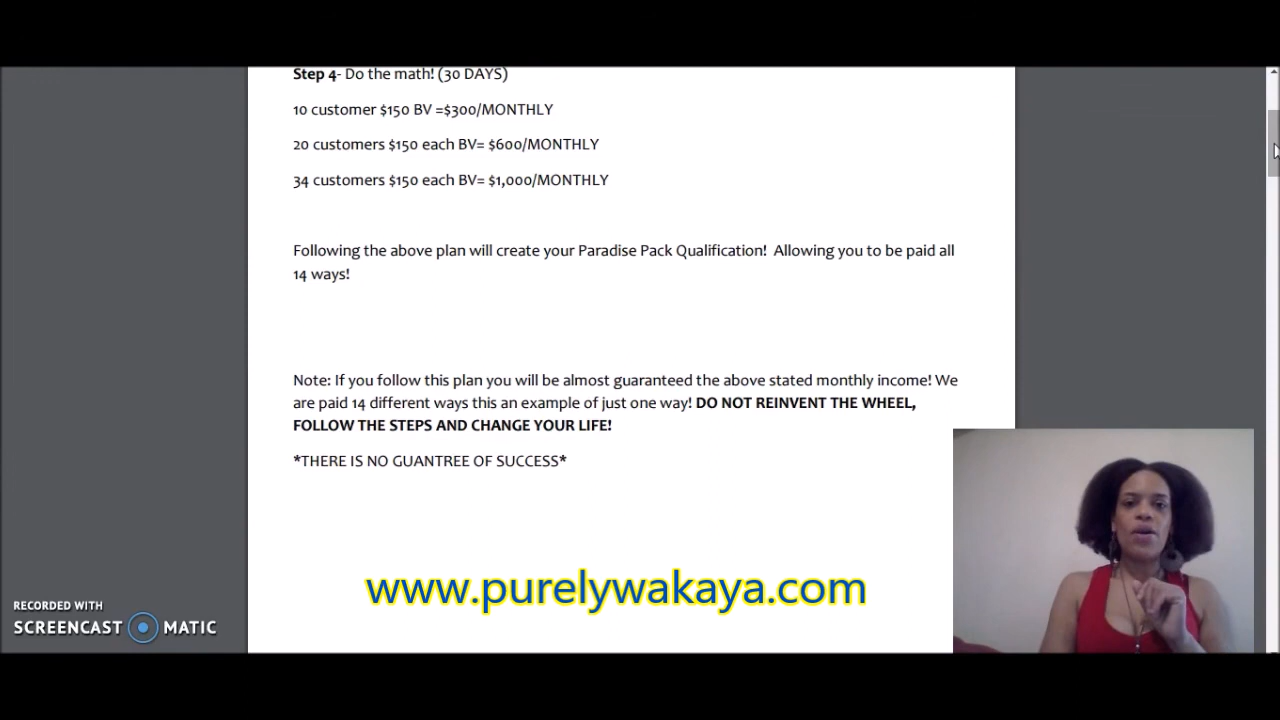 Step 4- Do the math! (30 DAYS)
10 customer $150 BV =$300/MONTHLY
20 customers $150 each BV= $600/MONTHLY
34 customers $150 each BV= $1,000/MONTHLY
Following the above plan will create your Paradise Pack Qualification! Allowing you to be paid all
14 ways!
Note: If you follow this plan you will be almost guaranteed the above stated monthly income! We
are paid 14 different ways this an example of just one way! DO NOT REINVENT THE WHEEL,
FOLLOW THE STEPS AND CHANGE YOUR LIFE!
*THERE IS NO GUANTREE OF SUCCESS*
www.purelywakaya.com
RECORDED WITH
SCREENCAST MATIC